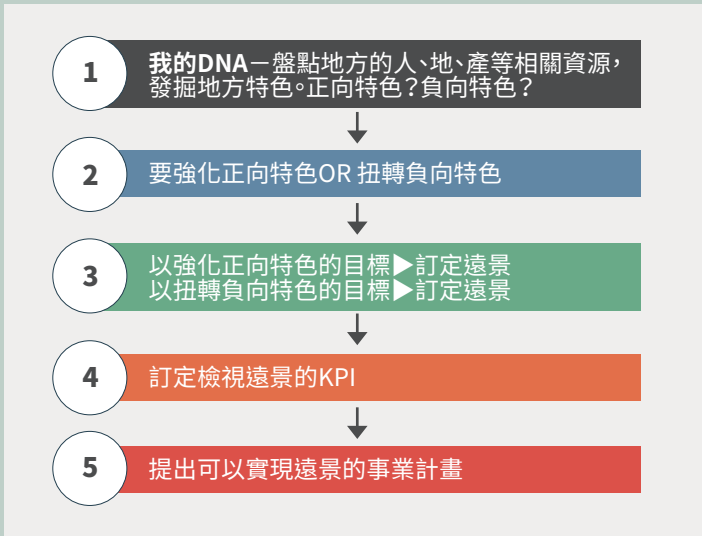 1
我的DNA－盤點地方的人、地、產等相關資源，
發掘地方特色。正向特色？負向特色？
2
要強化正向特色OR 扭轉負向特色
3
以強化正向特色的目標▶訂定遠景
以扭轉負向特色的目標▶訂定遠景
4
訂定檢視遠景的KPI
5
提出可以實現遠景的事業計畫